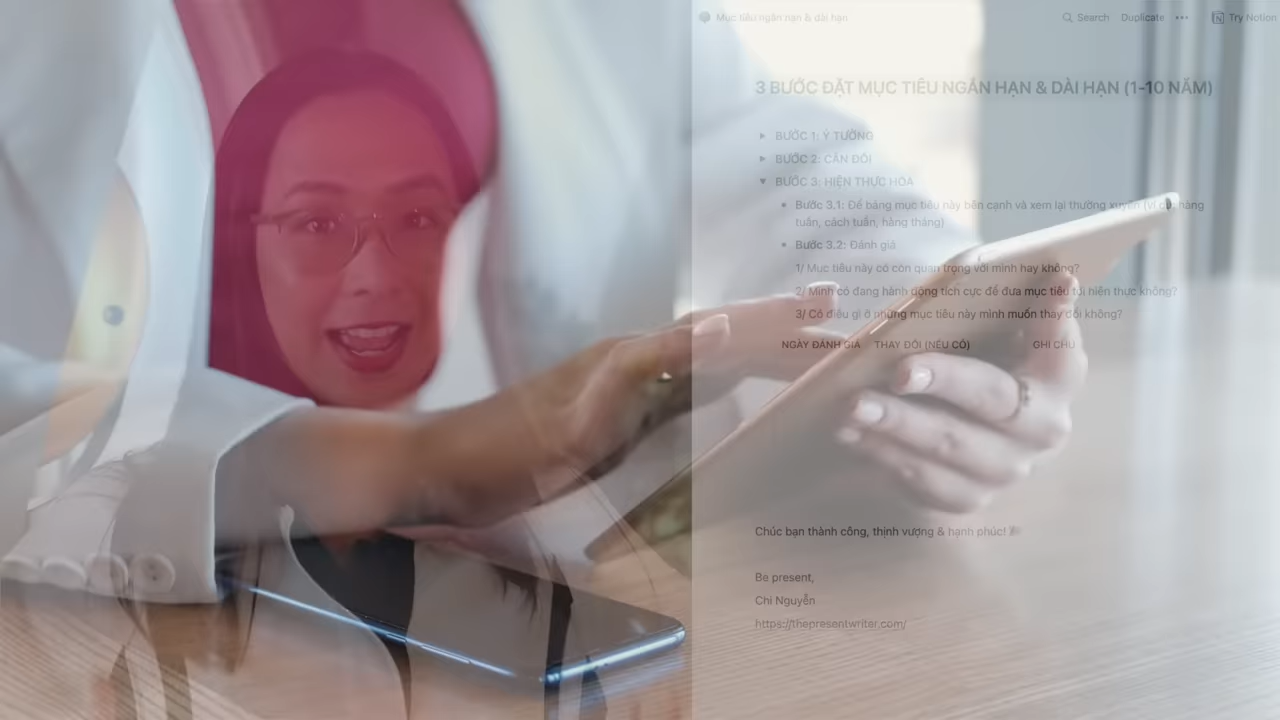 Mục tiêu ngắn hạn & dài hạn
Search Duplicate ••• Try Notion
3 BƯỚC ĐẶT MỤC TIÊU NGẮN HẠN & DÀI HẠN (1-10 NĂM)
BƯỚC 1: Ý TƯỞNG
BƯỚC 2: CÂN ĐỐI
BƯỚC 3: HIỆN THỰC HÓA
Bước 3.1: Để bảng mục tiêu này bên cạnh và xem lại thường xuyên (ví dụ: hàng
tuần, cách tuần, hàng tháng)
Bước 3.2: Đánh giá
1/ Mục tiêu này có còn quan trọng với mình hay không?
2/ Mình có đang hành động tích cực để đưa mục tiêu tới hiện thực không?
3/ Có điều gì ở những mục tiêu này mình muốn thay đổi không?
NGÀY ĐÁNH GIÁ THAY ĐỔI (NẾU CÓ) GHI CHÚ
Chúc bạn thành công, thịnh vượng & hạnh phúc!
Be present,
Chi Nguyễn
https://thepresentwriter.com/